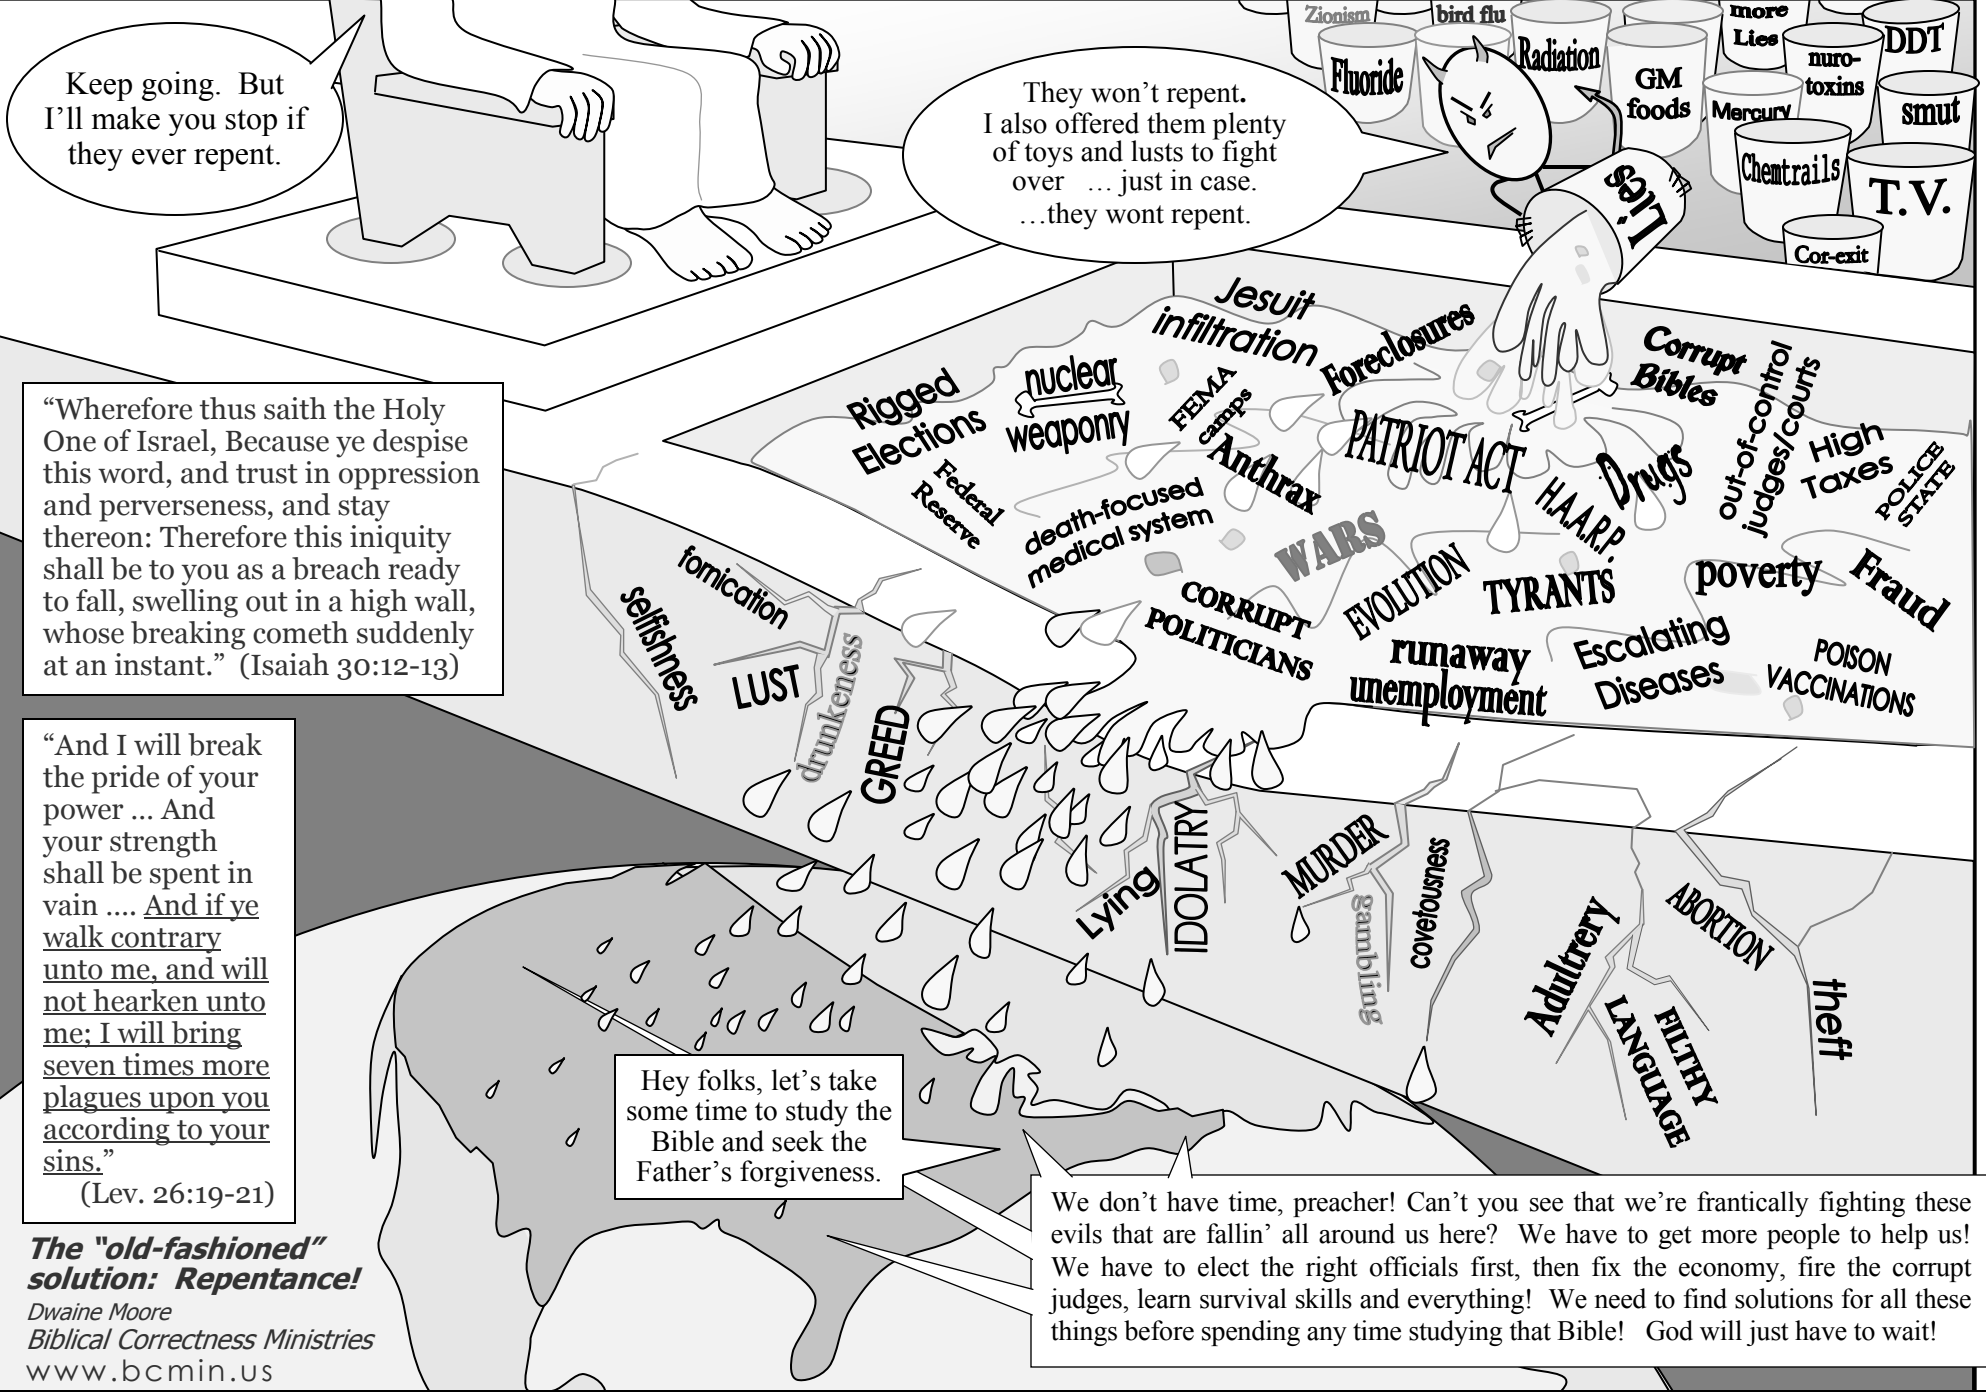 Keep going.  But
I'll make you stop if
they ever repent.
They won't repent.
I also offered them plenty
of toys and lusts to fight
over   … just in case.
…they wont repent.
Zionism
bird flu
more
Lies
DDT
Fluoride
Radiation
GM
foods
nuro-
toxins
Mercury
smut
Chemtrails
T.V.
Cor-exit
Lies
Jesuit
infiltration
Foreclosures
Corrupt
Bibles
out-of-control
judges/courts
Rigged
Elections
nuclear
weaponry
FEMA
camps
PATRIOT ACT
Drugs
High
Taxes
POLICE
STATE
Federal
Reserve
Anthrax
death-focused
medical system
H.A.A.R.P.
WARS
EVOLUTION
TYRANTS
poverty
Fraud
CORRUPT
POLITICIANS
runaway
unemployment
Escalating
Diseases
POISON
VACCINATIONS
fornication
selfishness
LUST
drunkeness
GREED
Lying
IDOLATRY
MURDER
gambling
covetousness
Adultrery
ABORTION
FILTHY
LANGUAGE
theft
“Wherefore thus saith the Holy
One of Israel, Because ye despise
this word, and trust in oppression
and perverseness, and stay
thereon: Therefore this iniquity
shall be to you as a breach ready
to fall, swelling out in a high wall,
whose breaking cometh suddenly
at an instant.”  (Isaiah 30:12-13)
“And I will break
the pride of your
power … And
your strength
shall be spent in
vain …. And if ye
walk contrary
unto me, and will
not hearken unto
me; I will bring
seven times more
plagues upon you
according to your
sins.”
(Lev. 26:19-21)
The “old-fashioned”
solution:  Repentance!
Dwaine Moore
Biblical Correctness Ministries
www.bcmin.us
Hey folks, let's take
some time to study the
Bible and seek the
Father's forgiveness.
We don't have time, preacher! Can't you see that we're frantically fighting these
evils that are fallin' all around us here?  We have to get more people to help us!
We have to elect the right officials first, then fix the economy, fire the corrupt
judges, learn survival skills and everything!  We need to find solutions for all these
things before spending any time studying that Bible!   God will just have to wait!